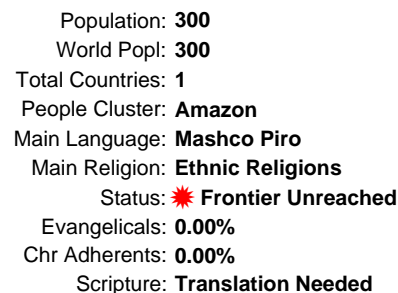 Population: 300
World Popl: 300
Total Countries: 1
People Cluster: Amazon
Main Language: Mashco Piro
Main Religion: Ethnic Religions
Status: Frontier Unreached
Evangelicals: 0.00%
Chr Adherents: 0.00%
Scripture: Translation Needed